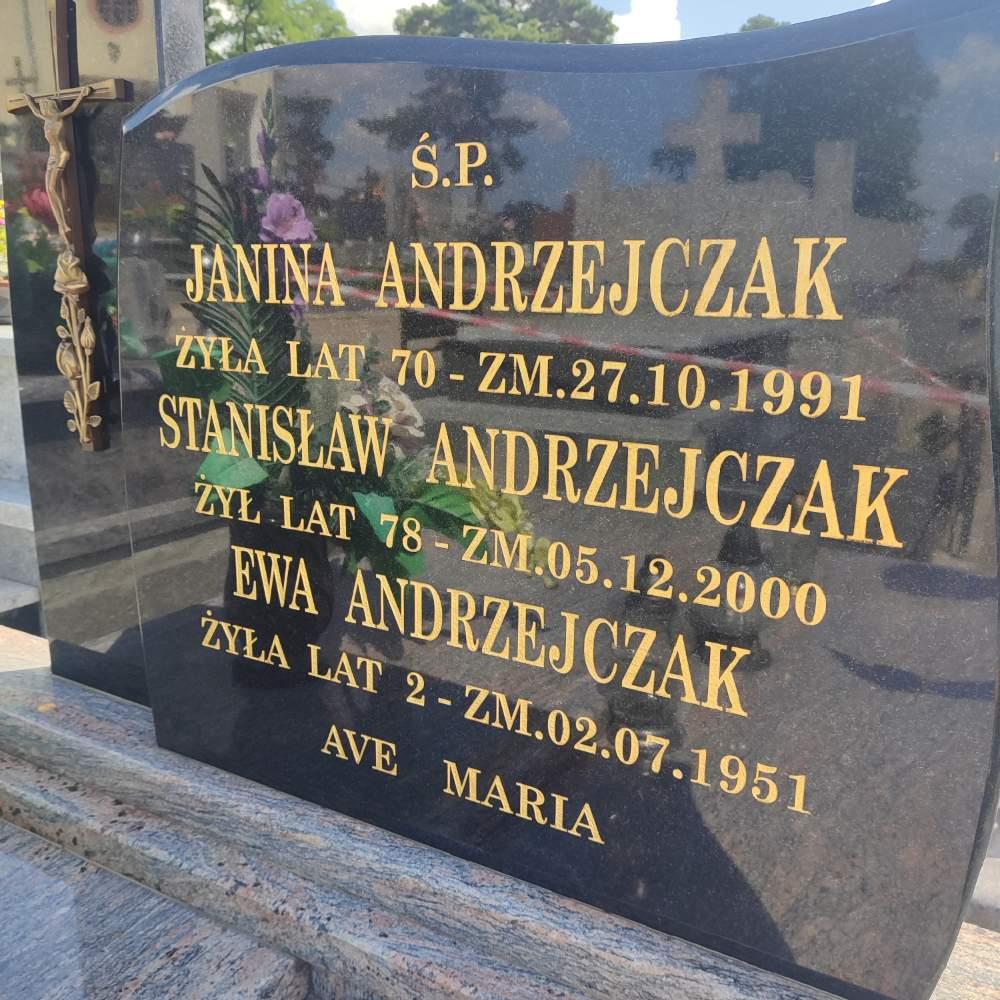 Ś.P.
JANINA ANDRZEJCZAK
ŻYŁA LAT 70 - ZM.27.10.1991
STANISŁAW ANDRZEJCZAK
ŻYŁ LAT 78 - ZM.05.12.2000
EWA ANDRZEJCZAK
ŻYŁA LAT 2 - ZM.02.07.1951
AVE MARIA